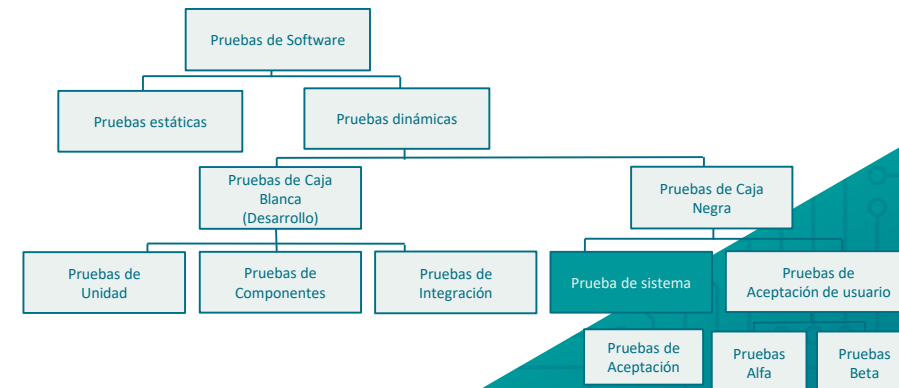 Pruebas de Software
Pruebas estáticas
Pruebas dinámicas
Pruebas de Caja
Blanca
(Desarrollo)
Pruebas de Caja
Negra
Pruebas de
Unidad
Pruebas de
Componentes
Pruebas de
Integración
Prueba de sistema
Pruebas de
Aceptación de usuario
Pruebas de
Aceptación
Pruebas
Alfa
Pruebas
Beta